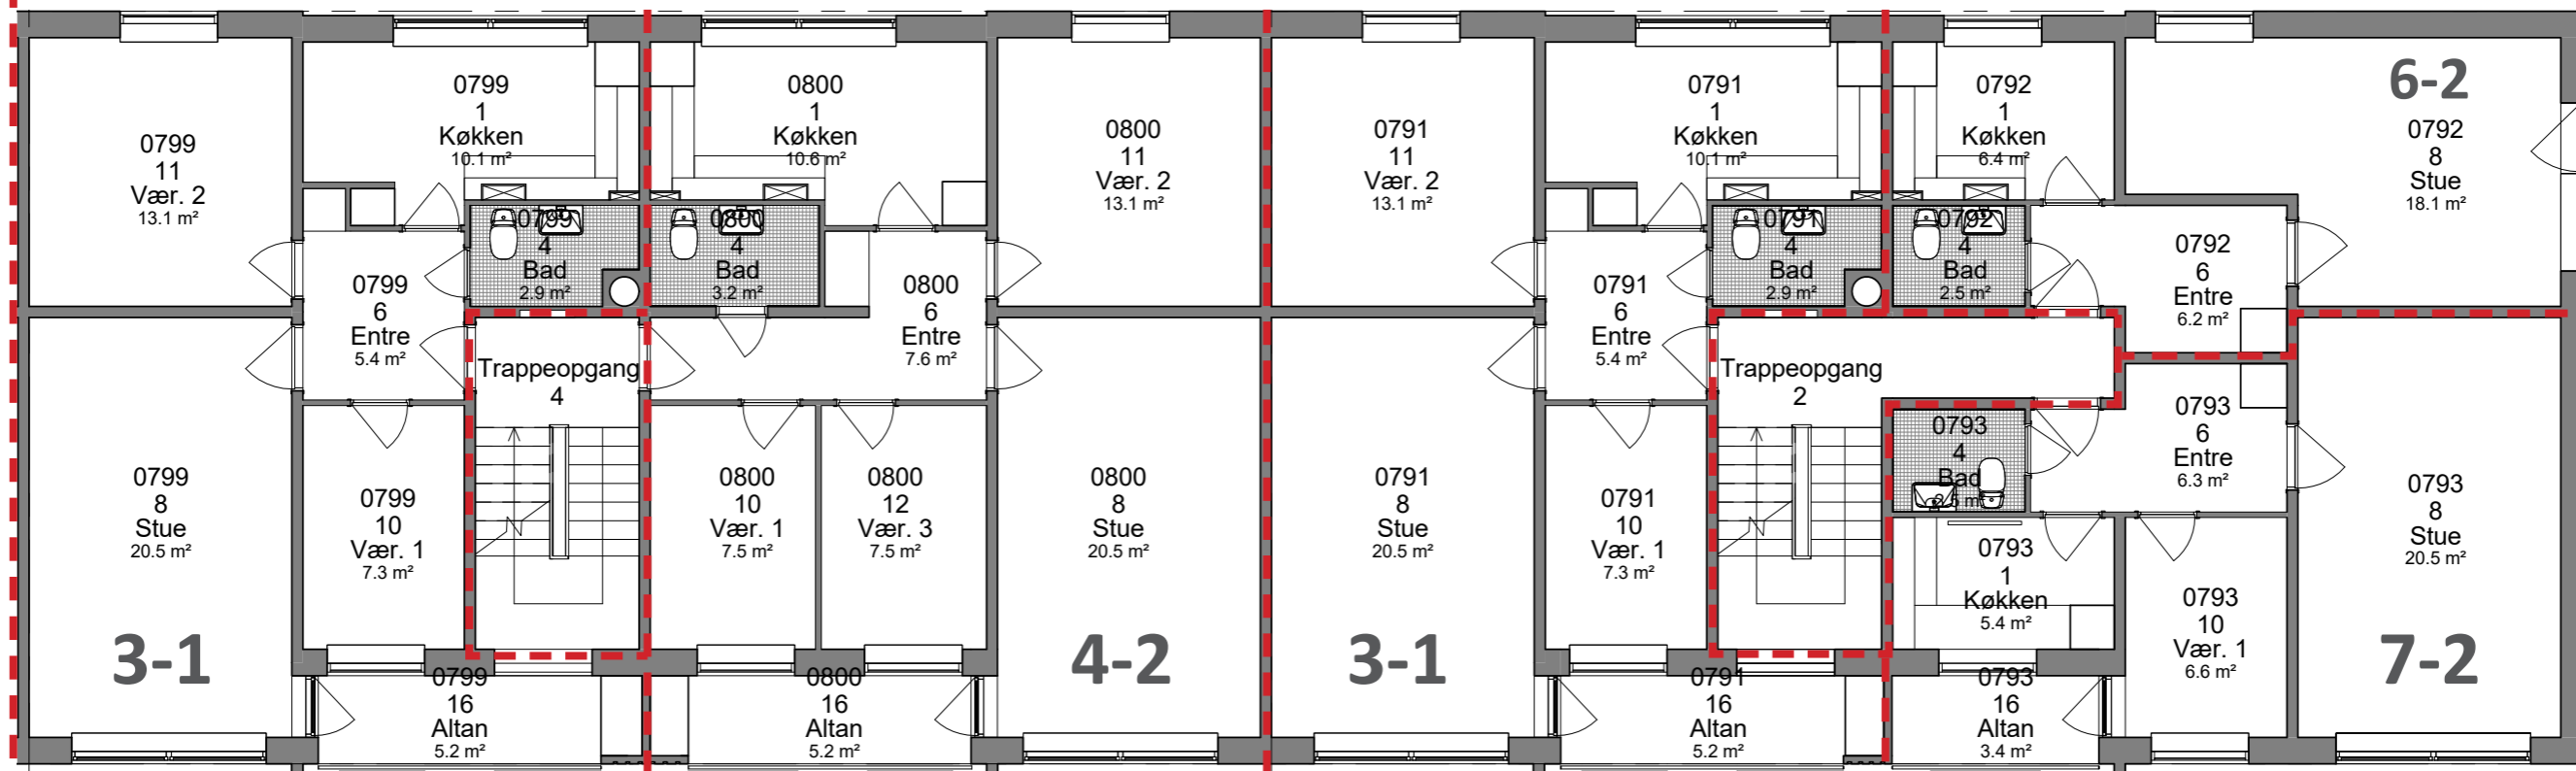 0799
11
Vær. 2
13.1 m²
0799
1
Køkken
10.1 m²
0800
1
Køkken
10.6 m²
0800
11
Vær. 2
13.1 m²
0791
11
Vær. 2
13.1 m²
0791
1
Køkken
10.1 m²
0792
1
Køkken
6.4 m²
6-2
0792
8
Stue
18.1 m²
0799
4
Bad
2.9 m²
0800
4
Bad
3.2 m²
0791
4
Bad
2.9 m²
0792
4
Bad
2.5 m²
0799
6
Entre
5.4 m²
0800
6
Entre
7.6 m²
0791
6
Entre
5.4 m²
0792
6
Entre
6.2 m²
Trappeopgang
4
Trappeopgang
2
0799
8
Stue
20.5 m²
0799
10
Vær. 1
7.3 m²
0800
10
Vær. 1
7.5 m²
0800
12
Vær. 3
7.5 m²
0800
8
Stue
20.5 m²
0791
8
Stue
20.5 m²
0791
10
Vær. 1
7.3 m²
0793
4
Bad
2.5 m²
0793
6
Entre
6.3 m²
0793
8
Stue
20.5 m²
0793
1
Køkken
5.4 m²
0793
10
Vær. 1
6.6 m²
3-1
4-2
3-1
7-2
0799
16
Altan
5.2 m²
0800
16
Altan
5.2 m²
0791
16
Altan
5.2 m²
0793
16
Altan
3.4 m²